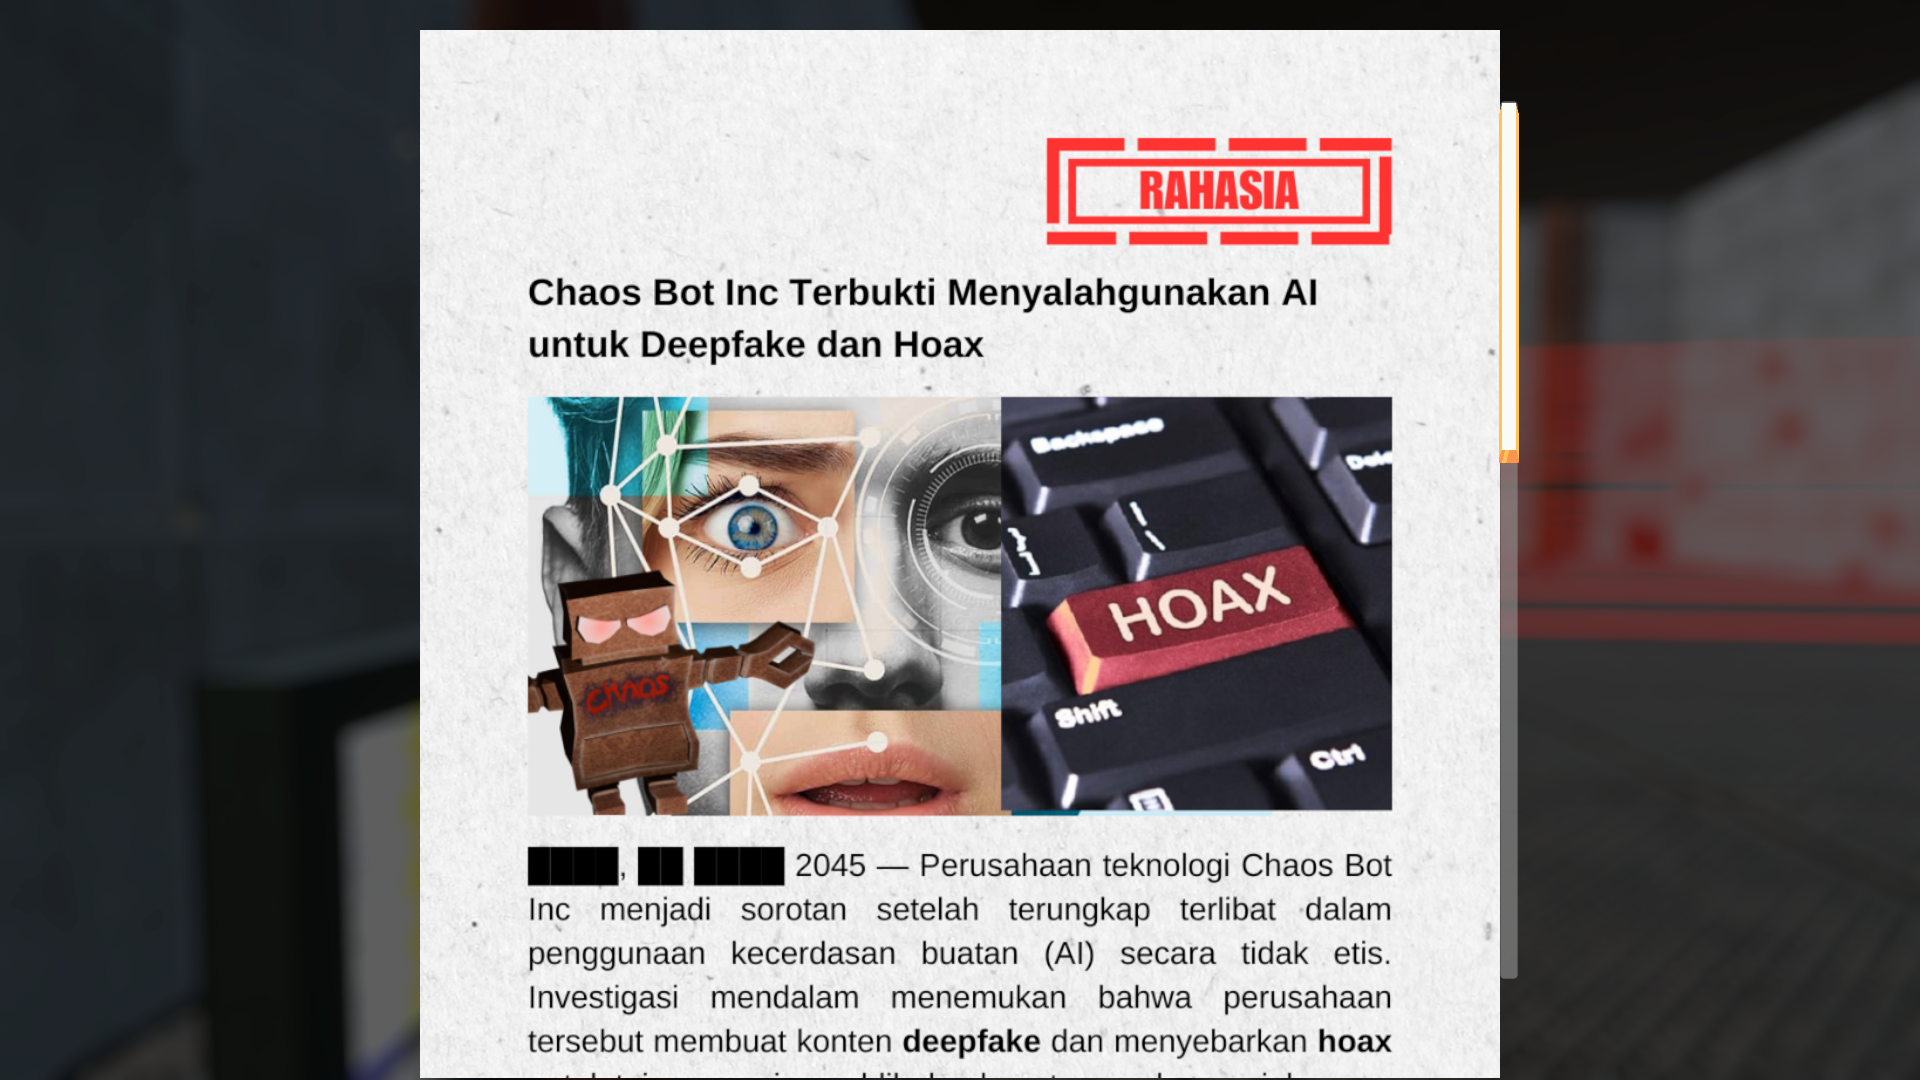 RAHASIA
Chaos Bot Inc Terbukti Menyalahgunakan AI
untuk Deepfake dan Hoax
Backspace
HOAX
Shift
Ctrl
CHAOS
, 2045 — Perusahaan teknologi Chaos Bot
Inc menjadi sorotan setelah terungkap terlibat dalam
penggunaan kecerdasan buatan (AI) secara tidak etis.
Investigasi mendalam menemukan bahwa perusahaan
tersebut membuat konten deepfake dan menyebarkan hoax